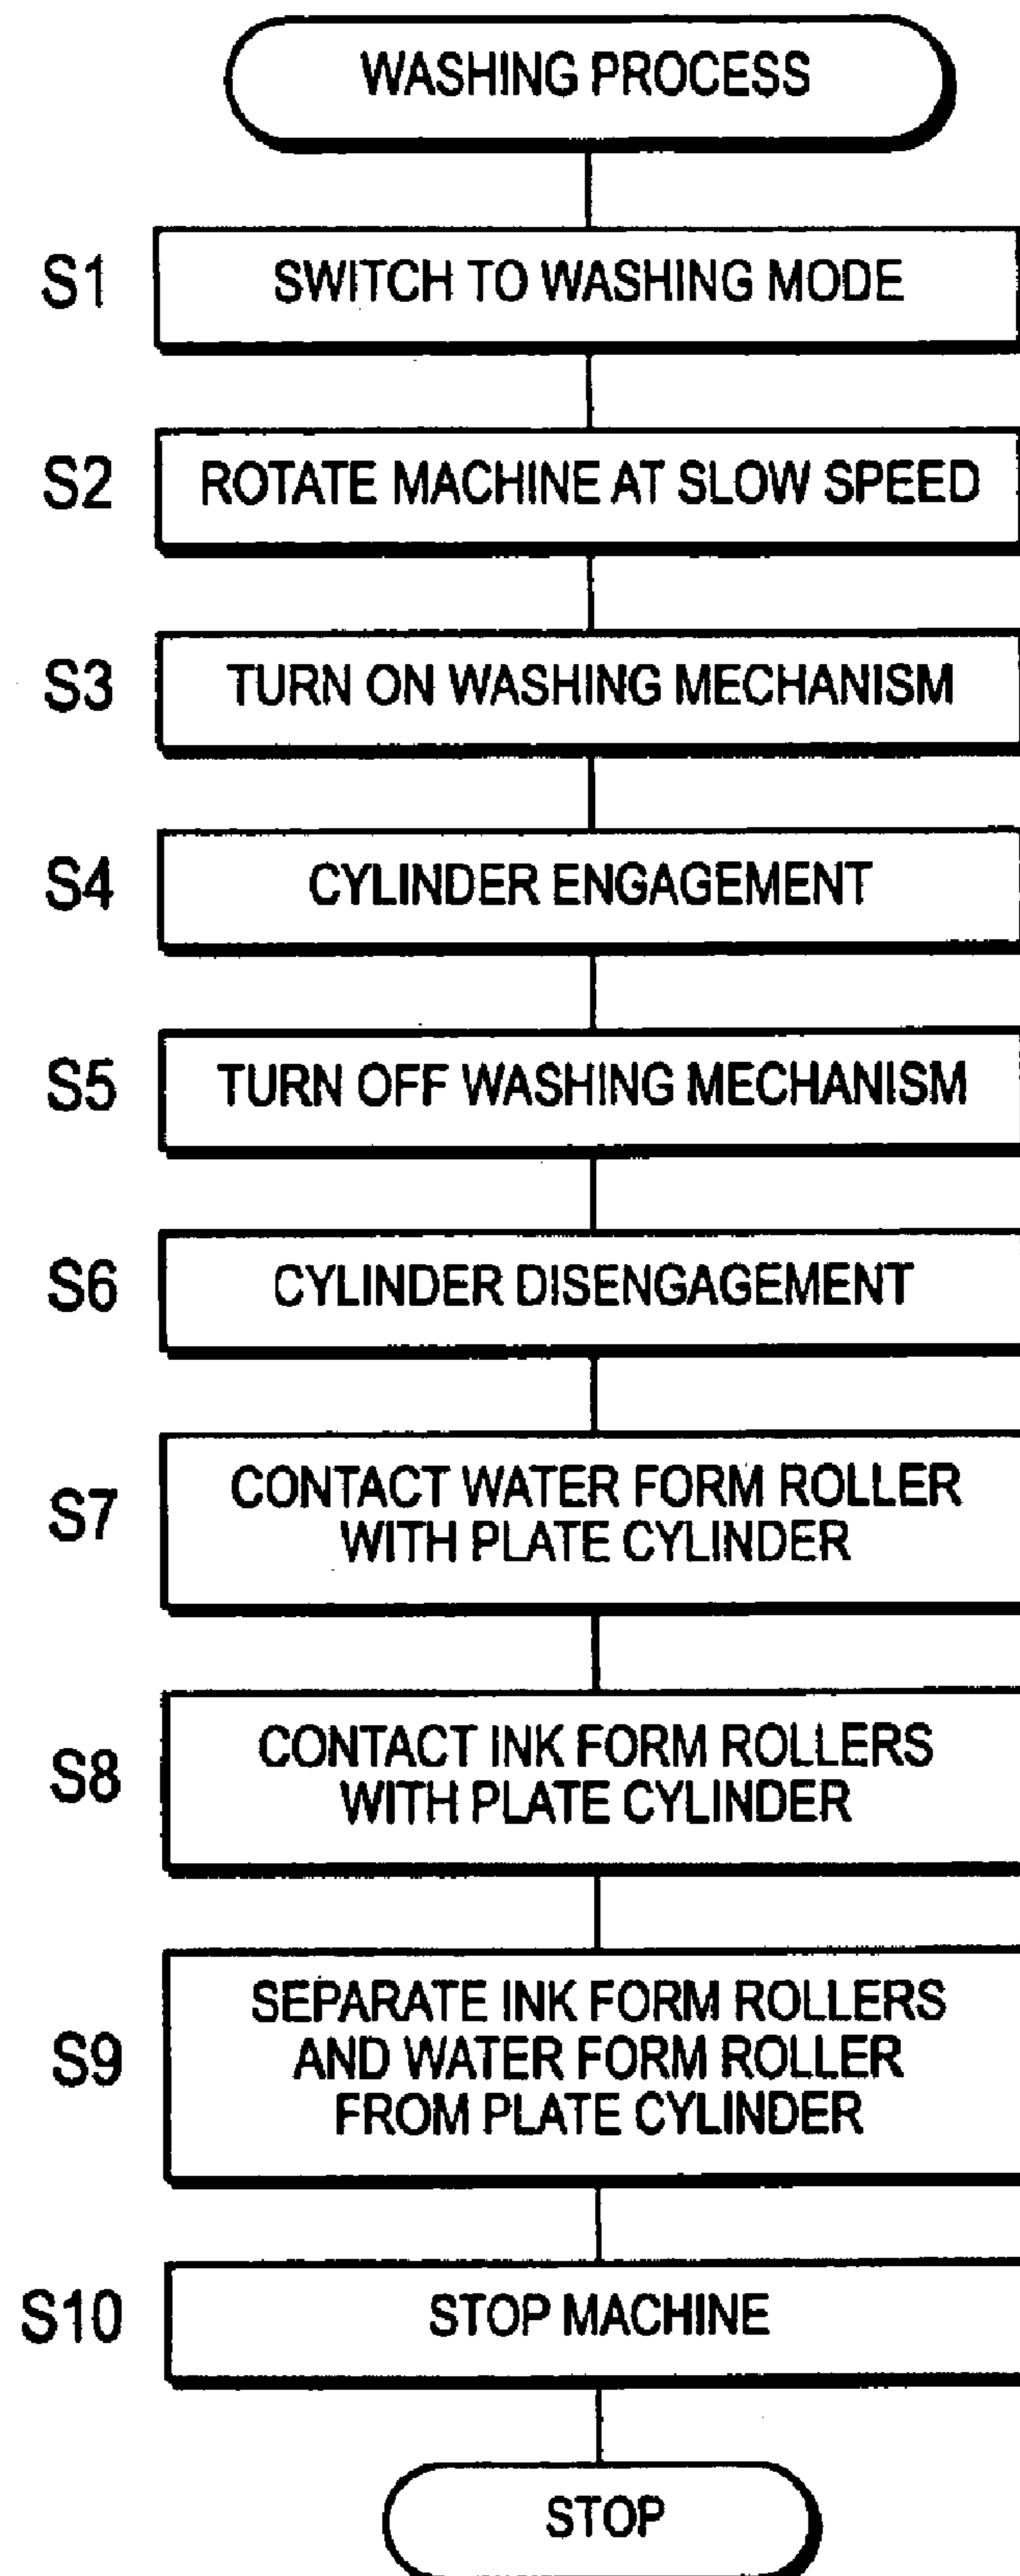 WASHING PROCESS
S1 SWITCH TO WASHING MODE
S2 ROTATE MACHINE AT SLOW SPEED
S3 TURN ON WASHING MECHANISM
S4 CYLINDER ENGAGEMENT
S5 TURN OFF WASHING MECHANISM
S6 CYLINDER DISENGAGEMENT
S7 CONTACT WATER FORM ROLLER
WITH PLATE CYLINDER
S8 CONTACT INK FORM ROLLERS
WITH PLATE CYLINDER
S9 SEPARATE INK FORM ROLLERS
AND WATER FORM ROLLER
FROM PLATE CYLINDER
S10 STOP MACHINE
STOP